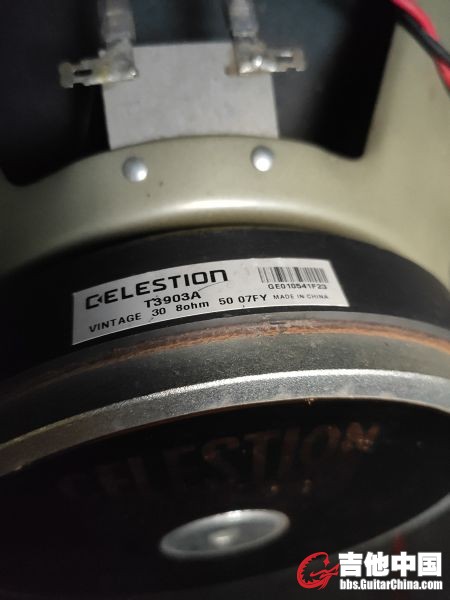 CELESTION
GE010541F23
T3903A
VINTAGE 30 8ohm 50 07FY MADE IN CHINA
CELESTION
吉他中国
bbs.GuitarChina.com